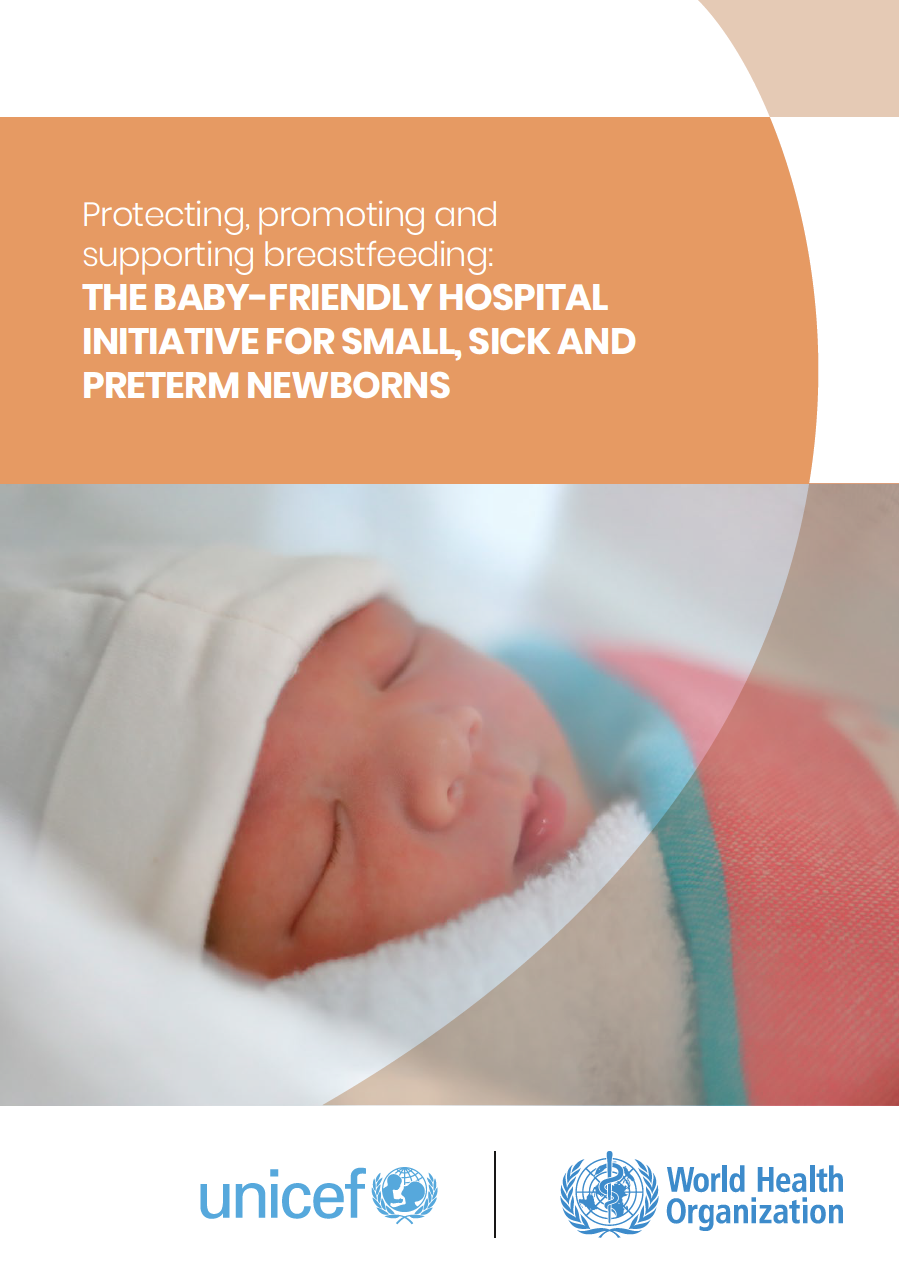 Protecting, promoting and
supporting breastfeeding:
THE BABY-FRIENDLY HOSPITAL
INITIATIVE FOR SMALL, SICK AND
PRETERM NEWBORNS
unicef
World Health
Organization